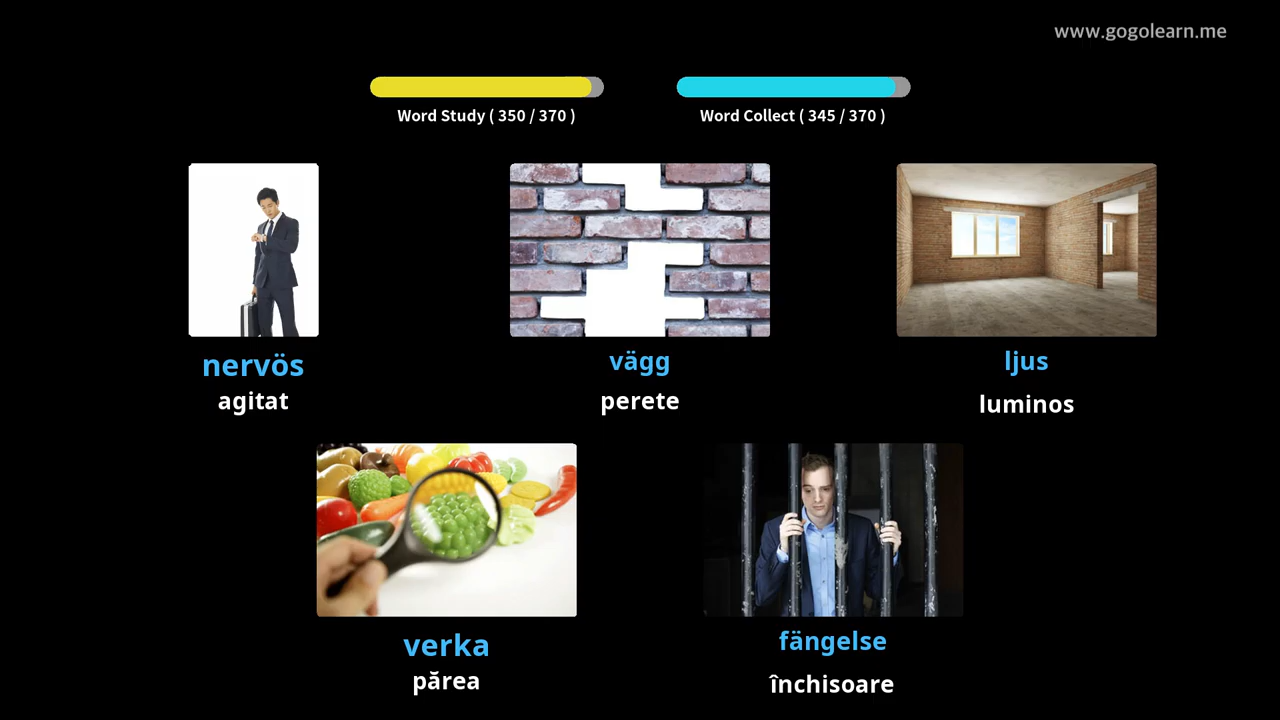 www.gogolearn.me
Word Study ( 350 / 370 )
Word Collect ( 345 / 370 )
nervös
agitat
vägg
perete
ljus
luminos
verka
părea
fängelse
închisoare